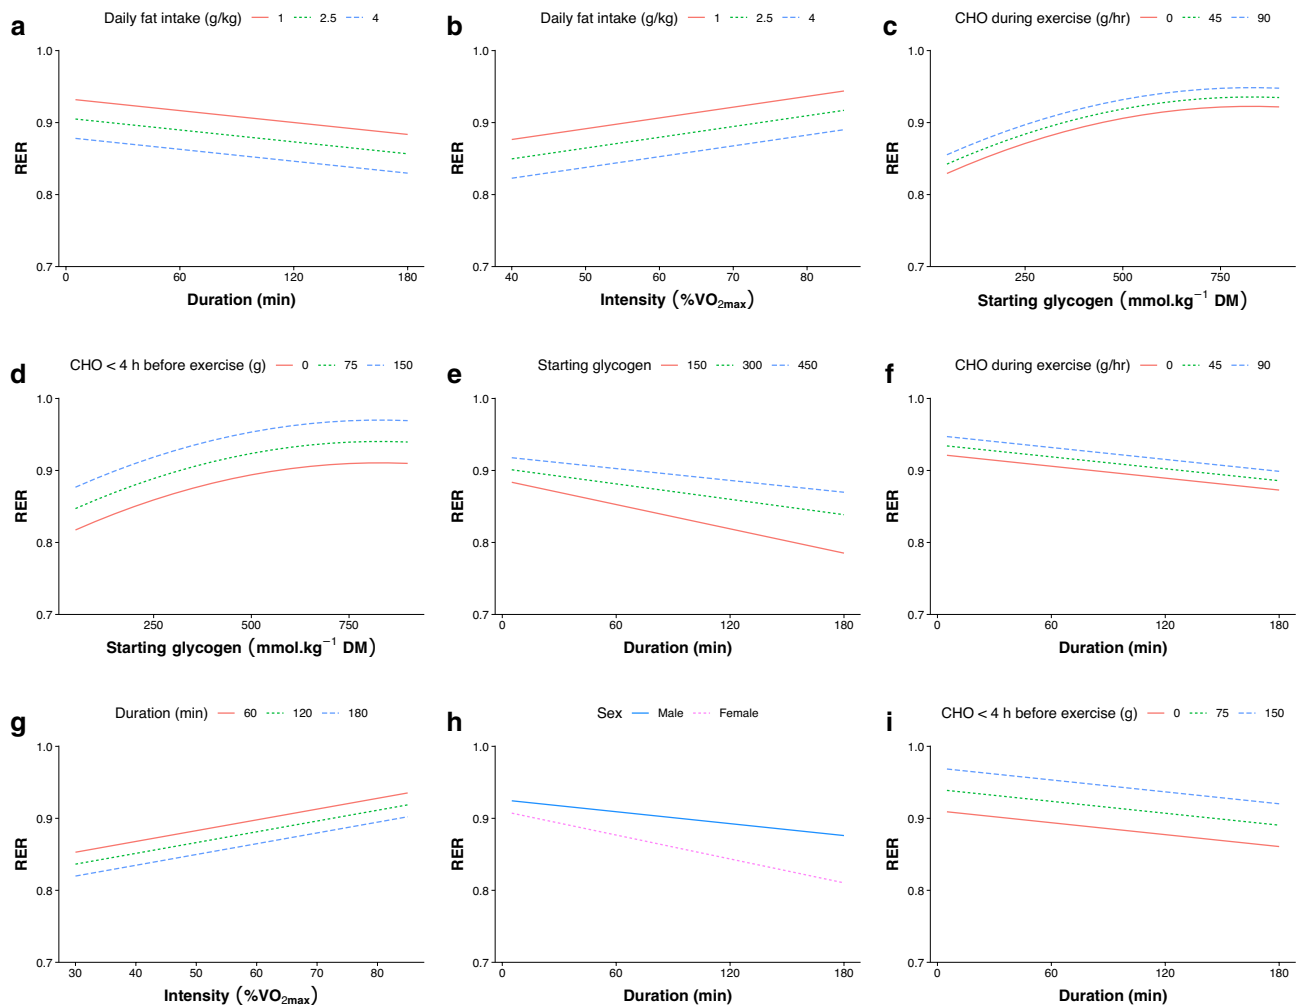 a Daily fat intake (g/kg) 1 2.5 4
1.0
0.9
0.8
0.7
RER
0 60 120 180
Duration (min)
b Daily fat intake (g/kg) 1 2.5 4
1.0
0.9
0.8
0.7
RER
40 50 60 70 80
Intensity (%VO2max)
c CHO during exercise (g/hr) 0 45 90
1.0
0.9
0.8
0.7
RER
250 500 750
Starting glycogen (mmol.kg−1 DM)
d CHO < 4 h before exercise (g) 0 75 150
1.0
0.9
0.8
0.7
RER
250 500 750
Starting glycogen (mmol.kg−1 DM)
e Starting glycogen 150 300 450
1.0
0.9
0.8
0.7
RER
0 60 120 180
Duration (min)
f CHO during exercise (g/hr) 0 45 90
1.0
0.9
0.8
0.7
RER
0 60 120 180
Duration (min)
g Duration (min) 60 120 180
1.0
0.9
0.8
0.7
RER
30 40 50 60 70 80
Intensity (%VO2max)
h Sex Male Female
1.0
0.9
0.8
0.7
RER
0 60 120 180
Duration (min)
i CHO < 4 h before exercise (g) 0 75 150
1.0
0.9
0.8
0.7
RER
0 60 120 180
Duration (min)